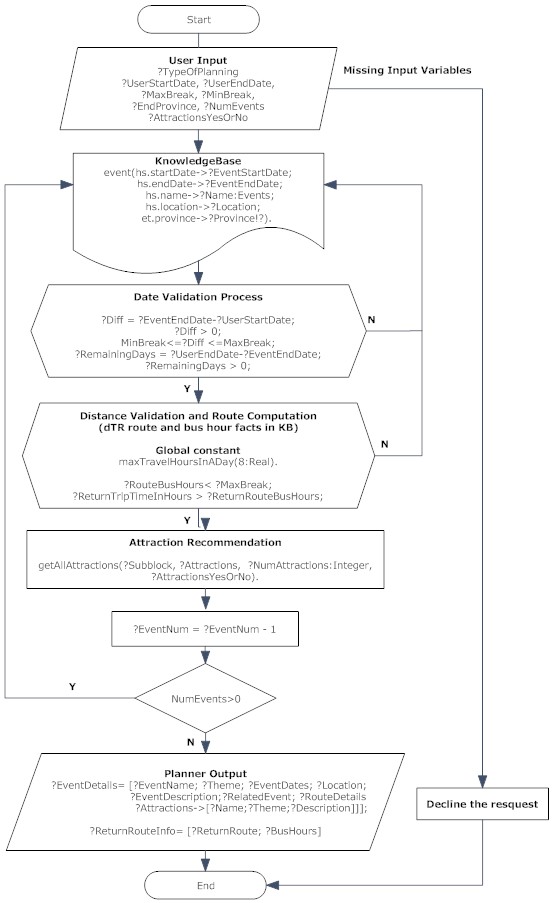 Start
User Input
?TypeOfPlanning
?UserStartDate, ?UserEndDate,
?MaxBreak, ?MinBreak,
?EndProvince, ?NumEvents
?AttractionsYesOrNo
Missing Input Variables
KnowledgeBase
event(hs.startDate->?EventStartDate;
hs.endDate->?EventEndDate;
hs.name->?Name:Events;
hs.location->?Location;
et.province->?Province!?).
Date Validation Process
?Diff = ?EventEndDate-?UserStartDate;
?Diff > 0;
MinBreak<=?Diff <=MaxBreak;
?RemainingDays = ?UserEndDate-?EventEndDate;
?RemainingDays > 0;
N
Y
Distance Validation and Route Computation
(dTR route and bus hour facts in KB)
Global constant
maxTravelHoursInADay(8:Real).
?RouteBusHours< ?MaxBreak;
?ReturnTripTimeInHours > ?ReturnRouteBusHours;
N
Y
Attraction Recommendation
getAllAttractions(?Subblock, ?Attractions, ?NumAttractions:Integer,
?AttractionsYesOrNo).
?EventNum = ?EventNum - 1
NumEvents>0
Y
N
Planner Output
?EventDetails= [?EventName; ?Theme; ?EventDates; ?Location;
?EventDescription;?RelatedEvent; ?RouteDetails
?Attractions->[?Name;?Theme;?Description]]];
?ReturnRouteInfo= [?ReturnRoute; ?BusHours]
Decline the resquest
End